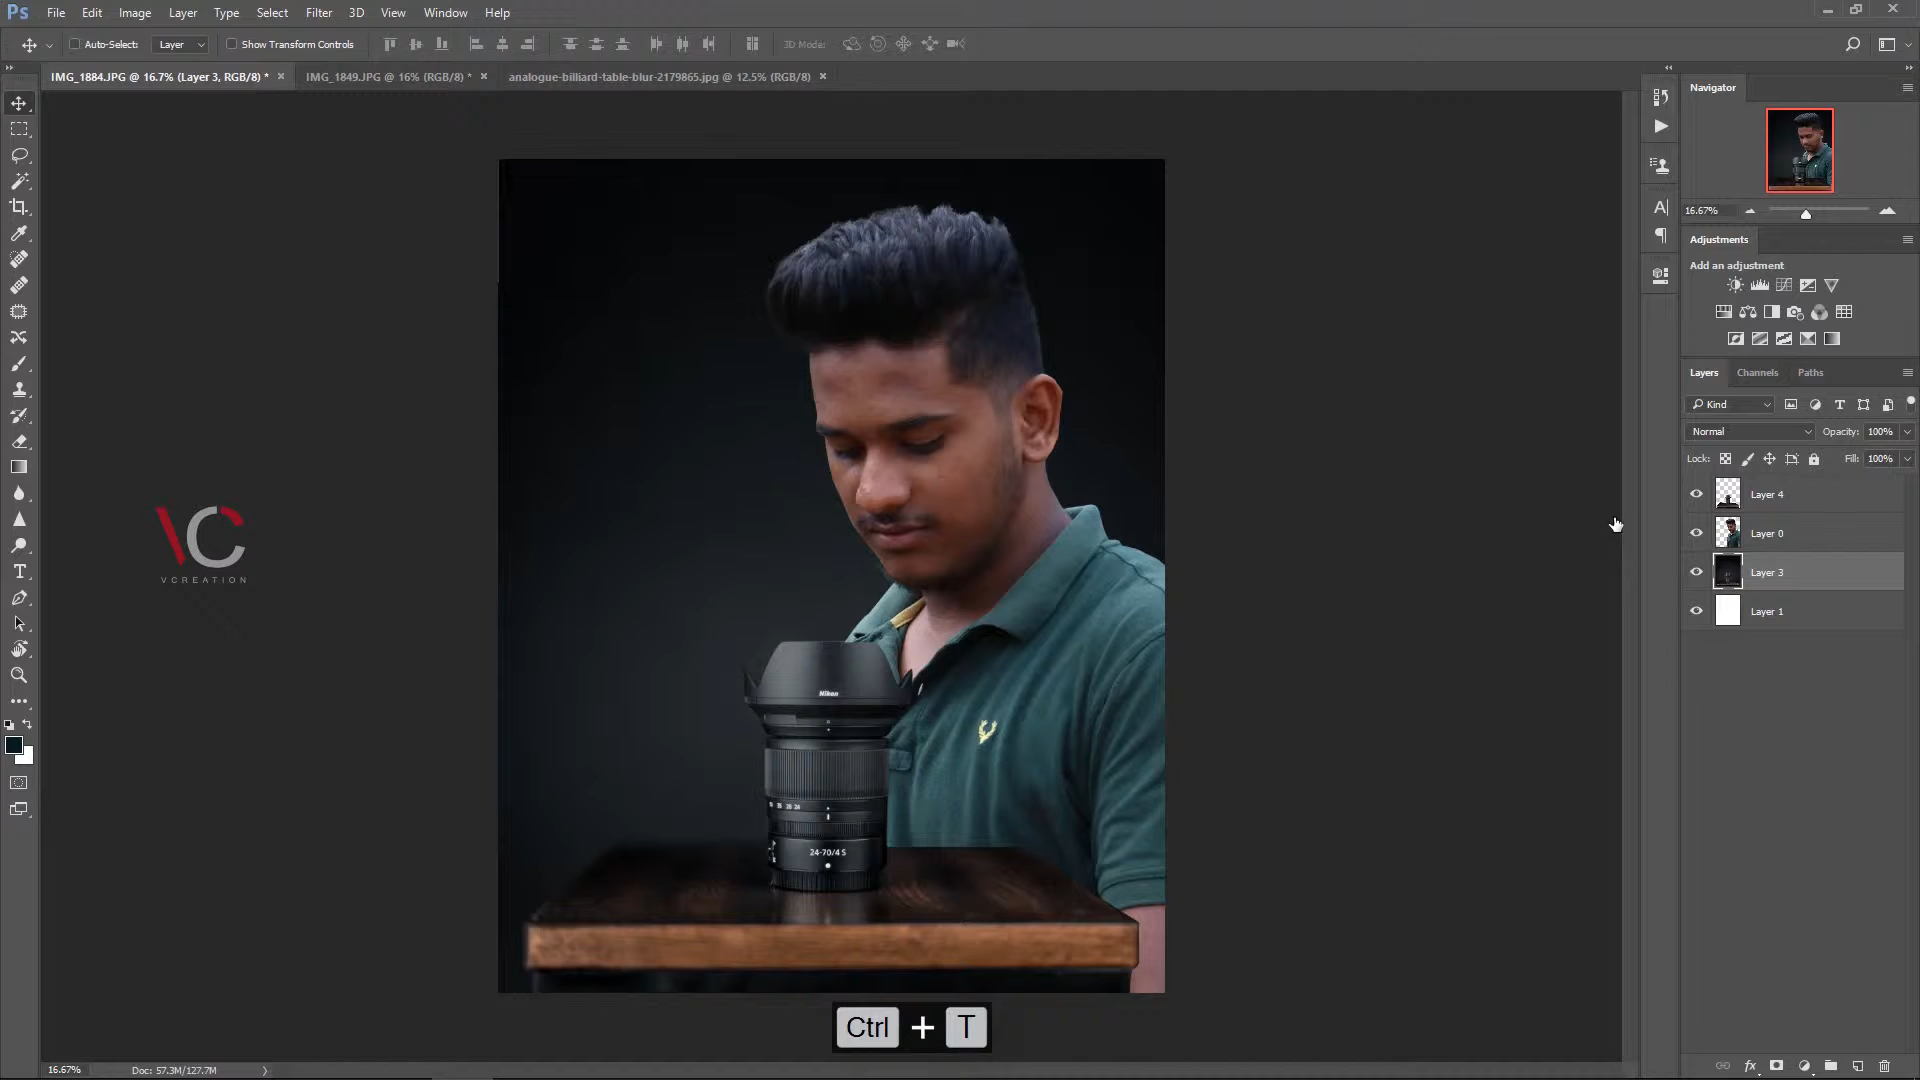 Ps File Edit Image Layer Type Select Filter 3D View Window Help
Auto-Select: Layer Show Transform Controls 3D Mode:
IMG_1884.JPG @ 16.7% (Layer 3, RGB/8) * × IMG_1849.JPG @ 16% (RGB/8) * × analogue-billiard-table-blur-2179865.jpg @ 12.5% (RGB/8) ×
Navigator
16.67%
Adjustments
Add an adjustment
Layers Channels Paths
Kind
Normal Opacity: 100%
Lock: Fill: 100%
Layer 4
Layer 0
Layer 3
Layer 1
VC
VCREATION
Nikon
24-70/4 S
Ctrl + T
16.67% Doc: 57.3M/127.7M